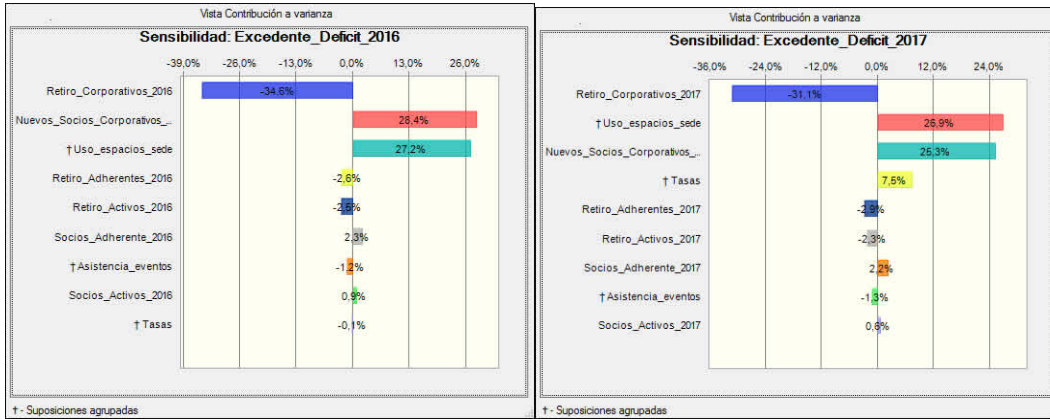 Vista Contribución a varianza
Sensibilidad: Excedente_Deficit_2016
-39,0% -26,0% -13,0% 0,0% 13,0% 26,0%
Retiro_Corporativos_2016 -34,6%
Nuevos_Socios_Corporativos_... 28,4%
† Uso_espacios_sede 27,2%
Retiro_Adherentes_2016 -2,6%
Retiro_Activos_2016 -2,5%
Socios_Adherente_2016 2,3%
† Asistencia_eventos -1,2%
Socios_Activos_2016 0,9%
† Tasas -0,1%
† - Suposiciones agrupadas
Vista Contribución a varianza
Sensibilidad: Excedente_Deficit_2017
-36,0% -24,0% -12,0% 0,0% 12,0% 24,0%
Retiro_Corporativos_2017 -31,1%
† Uso_espacios_sede 26,9%
Nuevos_Socios_Corporativos_... 25,3%
† Tasas 7,5%
Retiro_Adherentes_2017 -2,9%
Retiro_Activos_2017 -2,3%
Socios_Adherente_2017 2,2%
† Asistencia_eventos -1,3%
Socios_Activos_2017 0,6%
† - Suposiciones agrupadas